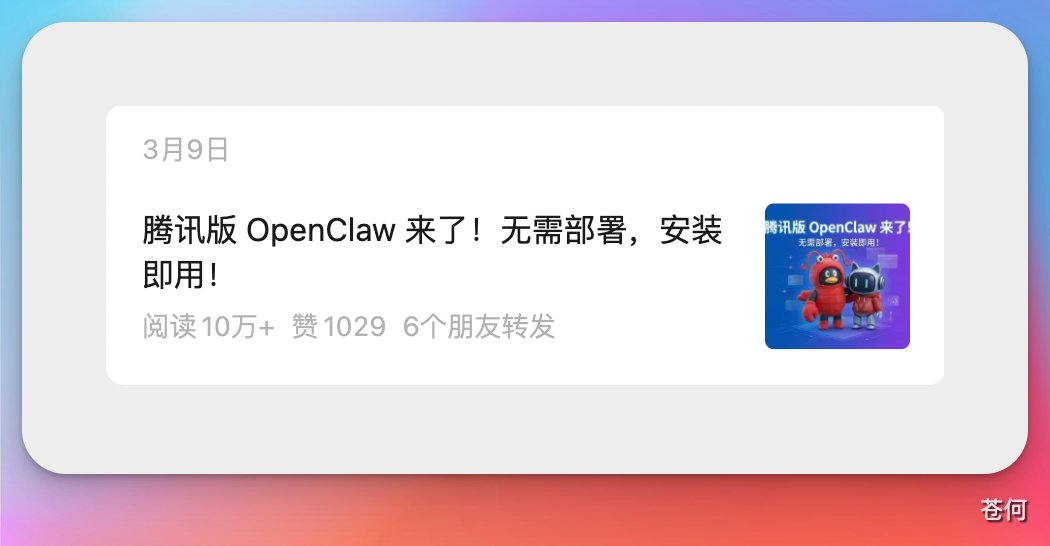 3月9日
腾讯版 OpenClaw 来了！无需部署，安装
即用！
阅读 10万+ 赞 1029 6个朋友转发
腾讯版 OpenClaw 来了！
无需部署，安装即用！
苍何